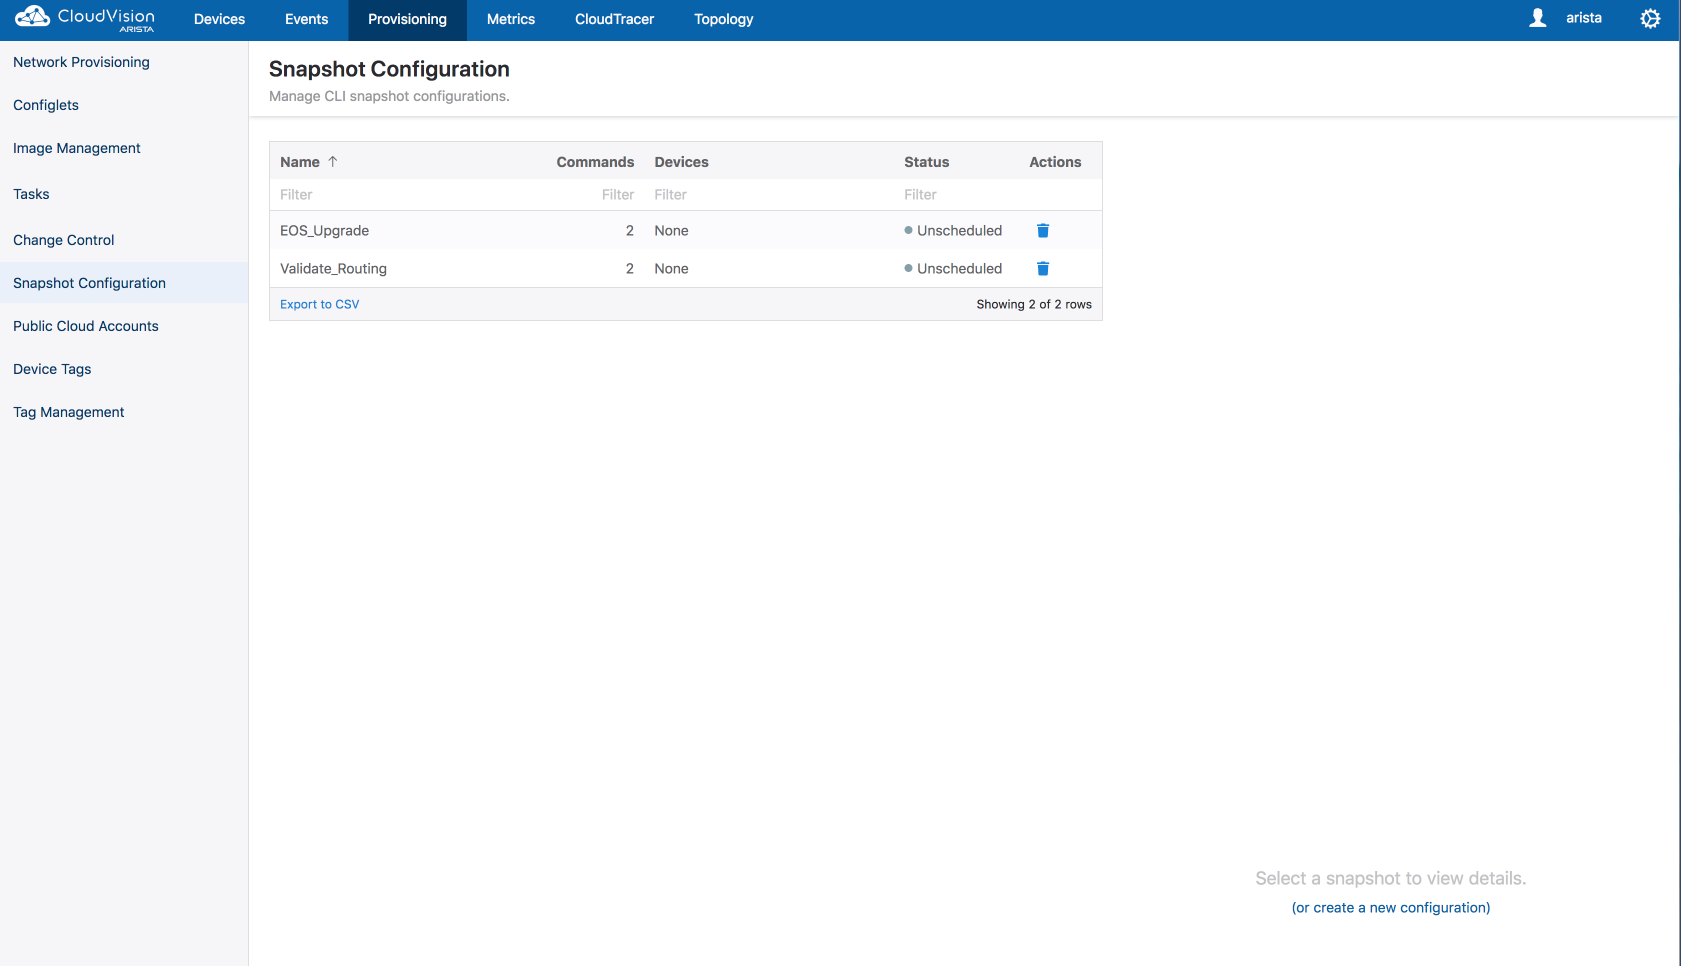 CloudVision
ARISTA
Devices Events Provisioning Metrics CloudTracer Topology arista
Network Provisioning
Configlets
Image Management
Tasks
Change Control
Snapshot Configuration
Public Cloud Accounts
Device Tags
Tag Management
Snapshot Configuration
Manage CLI snapshot configurations.
Name ↑ Commands Devices Status Actions
Filter Filter Filter Filter
EOS_Upgrade 2 None Unscheduled
Validate_Routing 2 None Unscheduled
Export to CSV Showing 2 of 2 rows
Select a snapshot to view details.
(or create a new configuration)